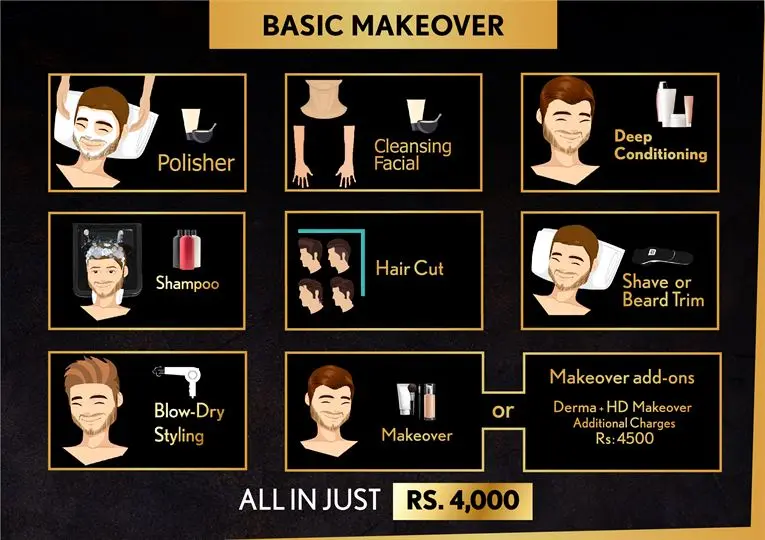 BASIC MAKEOVER
Polisher
Cleansing
Facial
Deep
Conditioning
Shampoo
Hair Cut
Shave or
Beard Trim
Blow-Dry
Styling
Makeover
or
Makeover add-ons
Derma + HD Makeover
Additional Charges
Rs: 4500
ALL IN JUST RS. 4,000